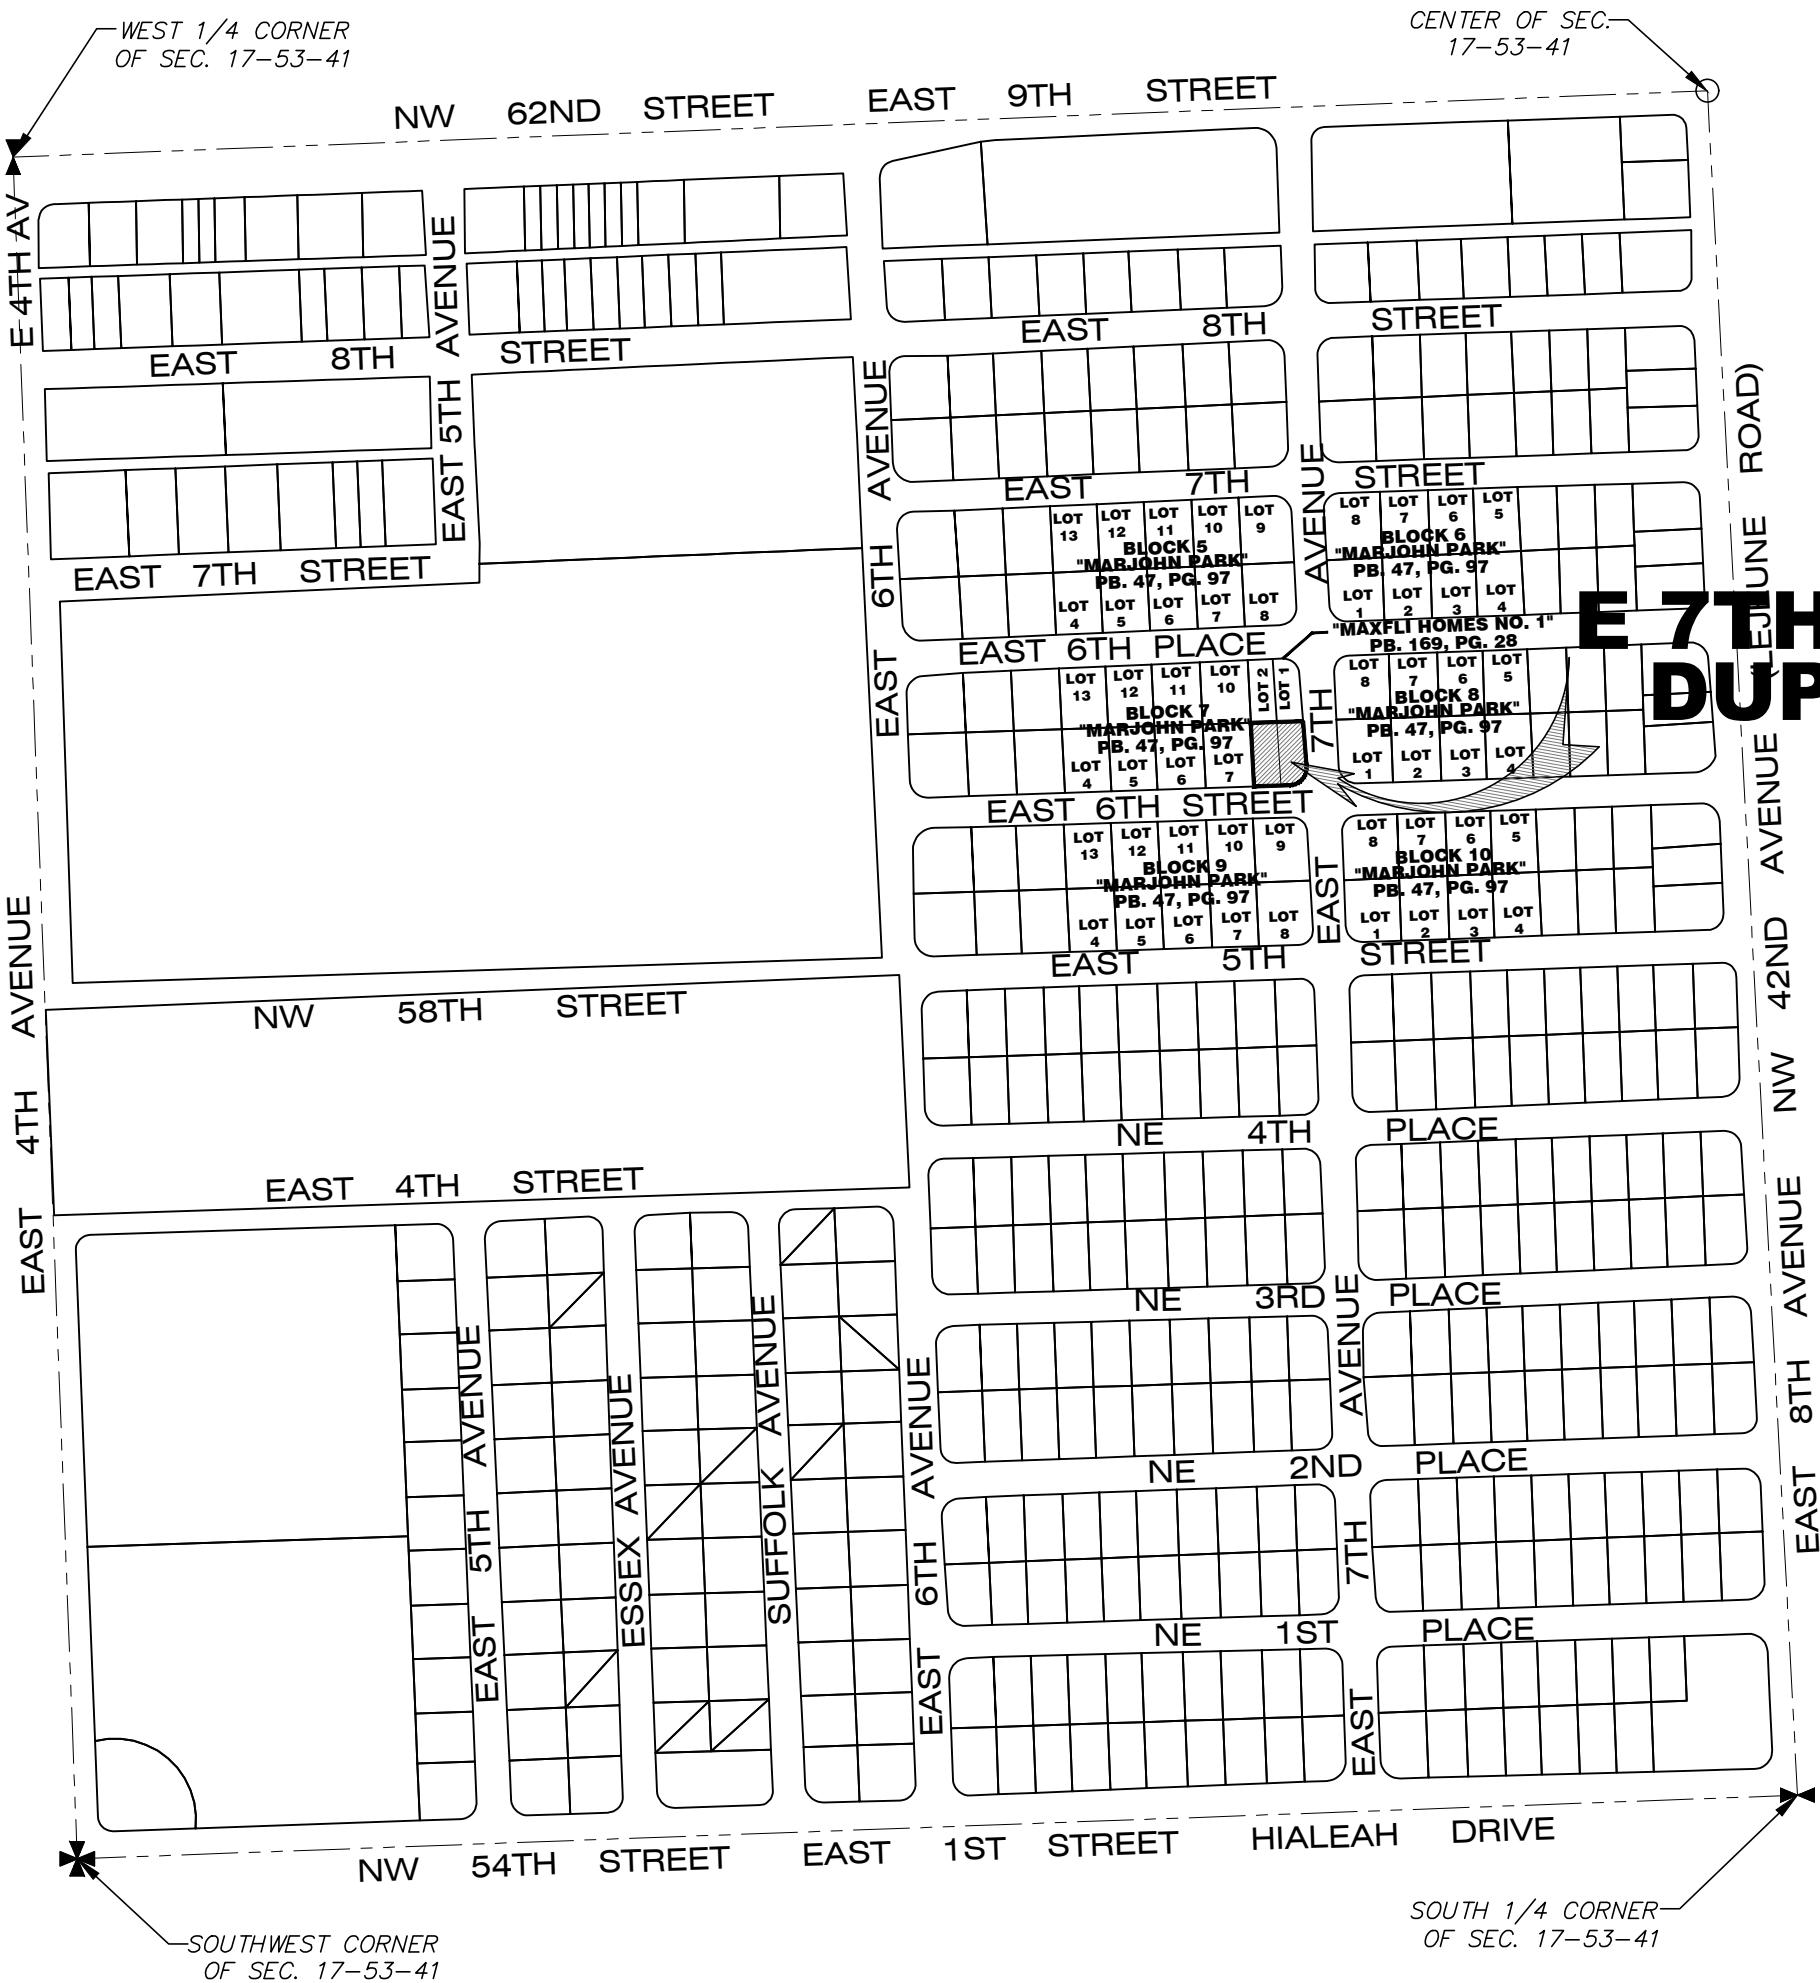 WEST 1/4 CORNER
OF SEC. 17-53-41
CENTER OF SEC.
17-53-41
NW 62ND STREET EAST 9TH STREET
E 4TH AV
EAST 8TH STREET
EAST 8TH STREET
EAST 5TH AVENUE
EAST 7TH STREET
EAST 6TH AVENUE
EAST 7TH STREET
EAST 7TH AVENUE
LOT 13
LOT 12
LOT 11
LOT 10
LOT 9
BLOCK 5
"MARJOHN PARK"
PB. 47, PG. 97
LOT 4
LOT 5
LOT 6
LOT 7
LOT 8
LOT 8
LOT 7
LOT 6
LOT 5
BLOCK 6
"MARJOHN PARK"
PB. 47, PG. 97
LOT 1
LOT 2
LOT 3
LOT 4
"MAXFLI HOMES NO. 1"
PB. 169, PG. 28
E 7TH
DUP
EAST 6TH PLACE
LOT 13
LOT 12
LOT 11
LOT 10
LOT 2
LOT 1
BLOCK 7
"MARJOHN PARK"
PB. 47, PG. 97
LOT 4
LOT 5
LOT 6
LOT 7
LOT 8
LOT 7
LOT 6
LOT 5
BLOCK 8
"MARJOHN PARK"
PB. 47, PG. 97
LOT 1
LOT 2
LOT 3
LOT 4
EAST 6TH STREET
LOT 13
LOT 12
LOT 11
LOT 10
LOT 9
BLOCK 9
"MARJOHN PARK"
PB. 47, PG. 97
LOT 4
LOT 5
LOT 6
LOT 7
LOT 8
LOT 8
LOT 7
LOT 6
LOT 5
BLOCK 10
"MARJOHN PARK"
PB. 47, PG. 97
LOT 1
LOT 2
LOT 3
LOT 4
EAST 5TH STREET
NW 58TH STREET
EAST 4TH AVENUE
EAST 4TH STREET
NE 4TH PLACE
NE 3RD PLACE
NE 2ND PLACE
NE 1ST PLACE
EAST 5TH AVENUE
ESSEX AVENUE
SUFFOLK AVENUE
EAST 6TH AVENUE
EAST 7TH AVENUE
EAST 8TH AVENUE NW 42ND AVENUE (LEJEUNE ROAD)
NW 54TH STREET EAST 1ST STREET HIALEAH DRIVE
SOUTHWEST CORNER
OF SEC. 17-53-41
SOUTH 1/4 CORNER
OF SEC. 17-53-41